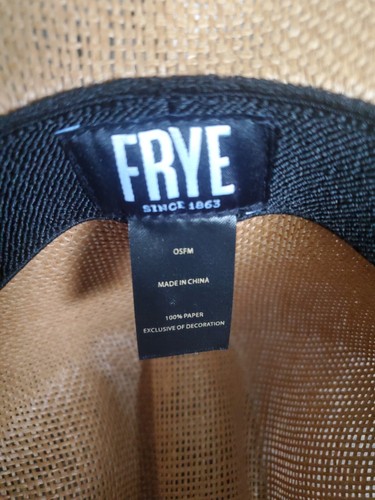 FRYE
SINCE 1863
OSFM
MADE IN CHINA
100% PAPER
EXCLUSIVE OF DECORATION